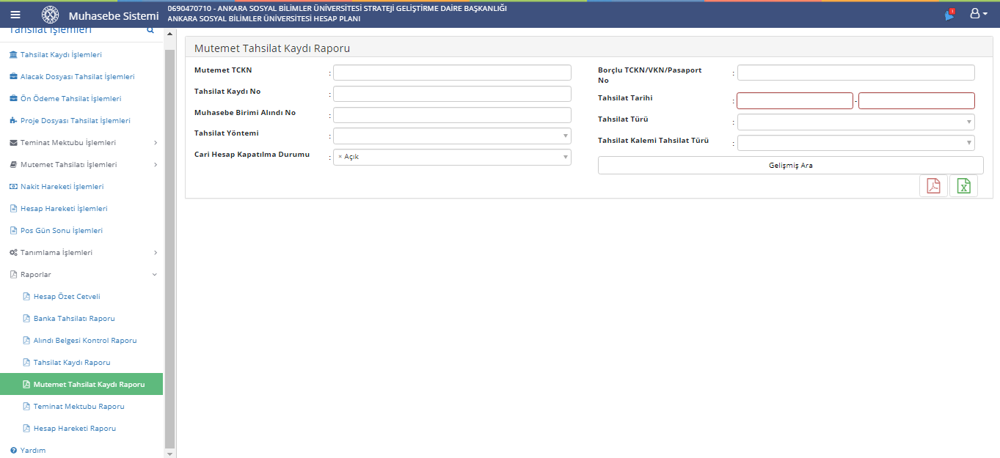 Muhasebe Sistemi
0690470710 - ANKARA SOSYAL BİLİMLER ÜNİVERSİTESİ STRATEJİ GELİŞTİRME DAİRE BAŞKANLIĞI
ANKARA SOSYAL BİLİMLER ÜNİVERSİTESİ HESAP PLANI
1
Tahsilat İşlemleri
Tahsilat Kaydı İşlemleri
Alacak Dosyası Tahsilat İşlemleri
Ön Ödeme Tahsilat İşlemleri
Proje Dosyası Tahsilat İşlemleri
Teminat Mektubu İşlemleri
Mutemet Tahsilatı İşlemleri
Nakit Hareketi İşlemleri
Hesap Hareketi İşlemleri
Pos Gün Sonu İşlemleri
Tanımlama İşlemleri
Raporlar
Hesap Özet Cetveli
Banka Tahsilatı Raporu
Alındı Belgesi Kontrol Raporu
Tahsilat Kaydı Raporu
Mutemet Tahsilat Kaydı Raporu
Teminat Mektubu Raporu
Hesap Hareketi Raporu
Yardım
Mutemet Tahsilat Kaydı Raporu
Mutemet TCKN :
Tahsilat Kaydı No :
Muhasebe Birimi Alındı No :
Tahsilat Yöntemi :
Cari Hesap Kapatılma Durumu : × Açık
Borçlu TCKN/VKN/Pasaport
No :
Tahsilat Tarihi : -
Tahsilat Türü :
Tahsilat Kalemi Tahsilat Türü :
Gelişmiş Ara